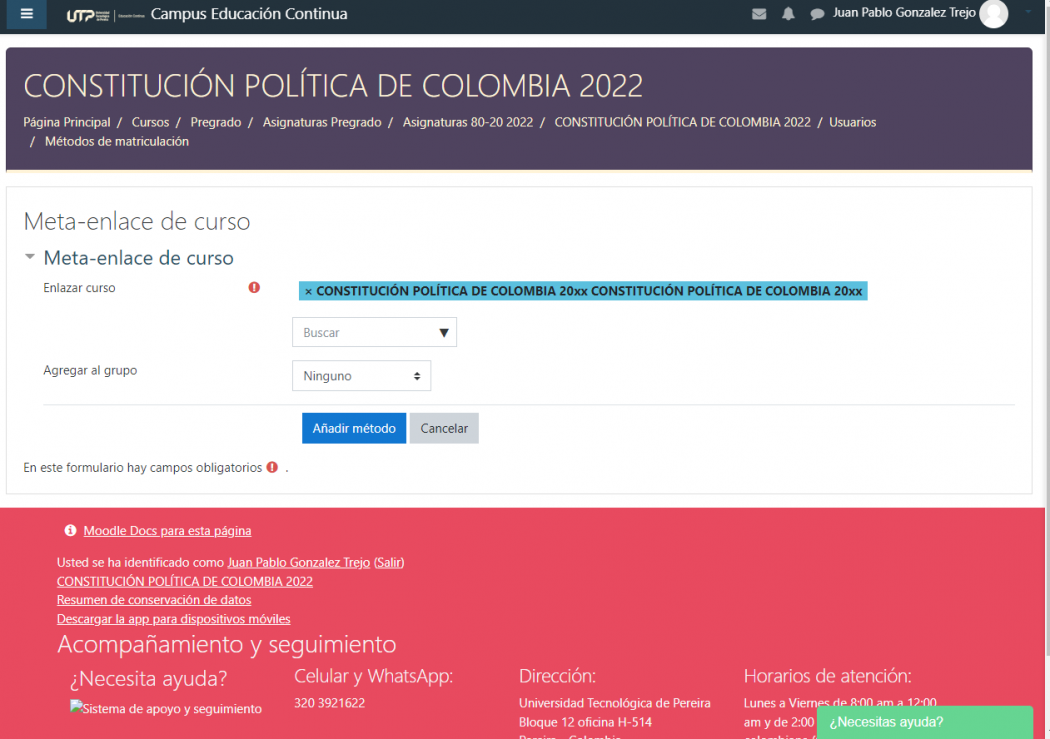 UTP Campus Educación Continua
Juan Pablo Gonzalez Trejo
CONSTITUCIÓN POLÍTICA DE COLOMBIA 2022
Página Principal / Cursos / Pregrado / Asignaturas Pregrado / Asignaturas 80-20 2022 / CONSTITUCIÓN POLÍTICA DE COLOMBIA 2022 / Usuarios
/ Métodos de matriculación
Meta-enlace de curso
Meta-enlace de curso
Enlazar curso
× CONSTITUCIÓN POLÍTICA DE COLOMBIA 20xx CONSTITUCIÓN POLÍTICA DE COLOMBIA 20xx
Buscar ▼
Agregar al grupo
Ninguno
Añadir método
Cancelar
En este formulario hay campos obligatorios .
Moodle Docs para esta página
Usted se ha identificado como Juan Pablo Gonzalez Trejo (Salir)
CONSTITUCIÓN POLÍTICA DE COLOMBIA 2022
Resumen de conservación de datos
Descargar la app para dispositivos móviles
Acompañamiento y seguimiento
¿Necesita ayuda?
Sistema de apoyo y seguimiento
Celular y WhatsApp:
320 3921622
Dirección:
Universidad Tecnológica de Pereira
Bloque 12 oficina H-514
Pereira - Colombia
Horarios de atención:
Lunes a Viernes de 8:00 am a 12:00
am y de 2:00
¿Necesitas ayuda?